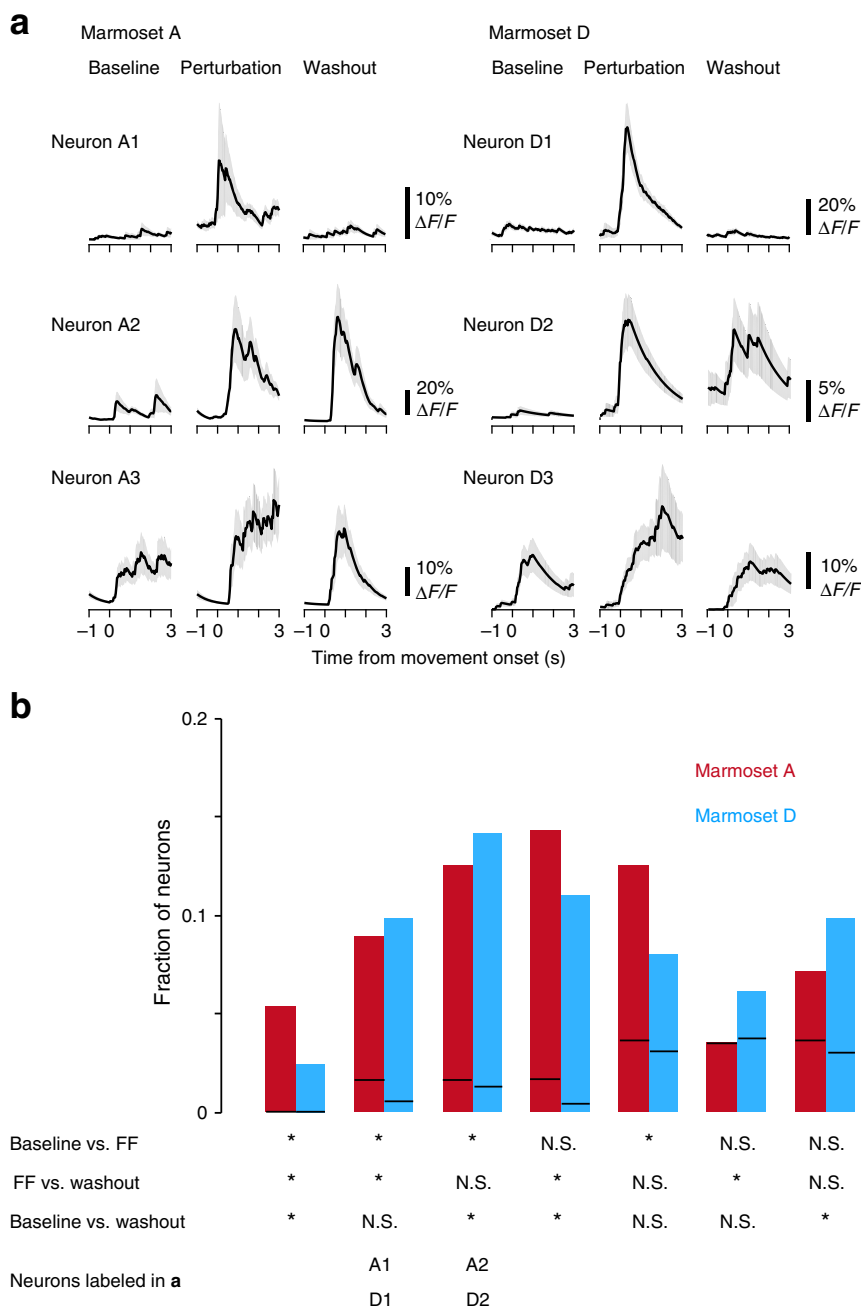 a
Marmoset A
Marmoset D
Baseline Perturbation Washout
Baseline Perturbation Washout
Neuron A1
10%
ΔF/F
Neuron D1
20%
ΔF/F
Neuron A2
20%
ΔF/F
Neuron D2
5%
ΔF/F
Neuron A3
10%
ΔF/F
Neuron D3
10%
ΔF/F
−1 0 3 −1 0 3 −1 0 3 −1 0 3 −1 0 3 −1 0 3
Time from movement onset (s)
b
0.2
0.1
0
Fraction of neurons
Marmoset A
Marmoset D
Baseline vs. FF * * * N.S. * N.S. N.S.
FF vs. washout * * N.S. * N.S. * N.S.
Baseline vs. washout * N.S. * * N.S. N.S. *
Neurons labeled in a
A1 A2
D1 D2